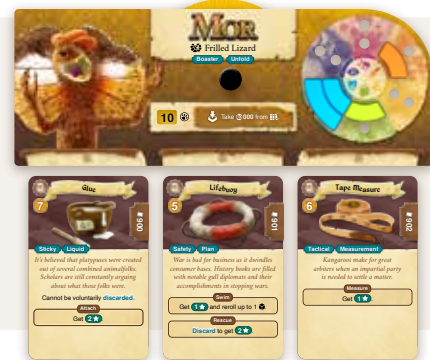 MOR
Frilled Lizard
Boaster Unfold
10
Take 000 from
Glue
7
#900
Sticky Liquid
It's believed that platypuses were created
out of several combined animalfolks.
Scholars are still constantly arguing
about what those folks were.
Cannot be voluntarily discarded.
Attach
Get 2
Lifebuoy
5
#901
Safety Plan
War is bad for business as it dwindles
consumer bases. History books are filled
with notable gull diplomats and their
accomplishments in stopping wars.
Swim
Get 1 and reroll up to 1
Rescue
Discard to get 2
Tape Measure
6
#902
Tactical Measurement
Kangaroos make for great
arbiters when an impartial party
is needed to settle a matter.
Measure
Get 1